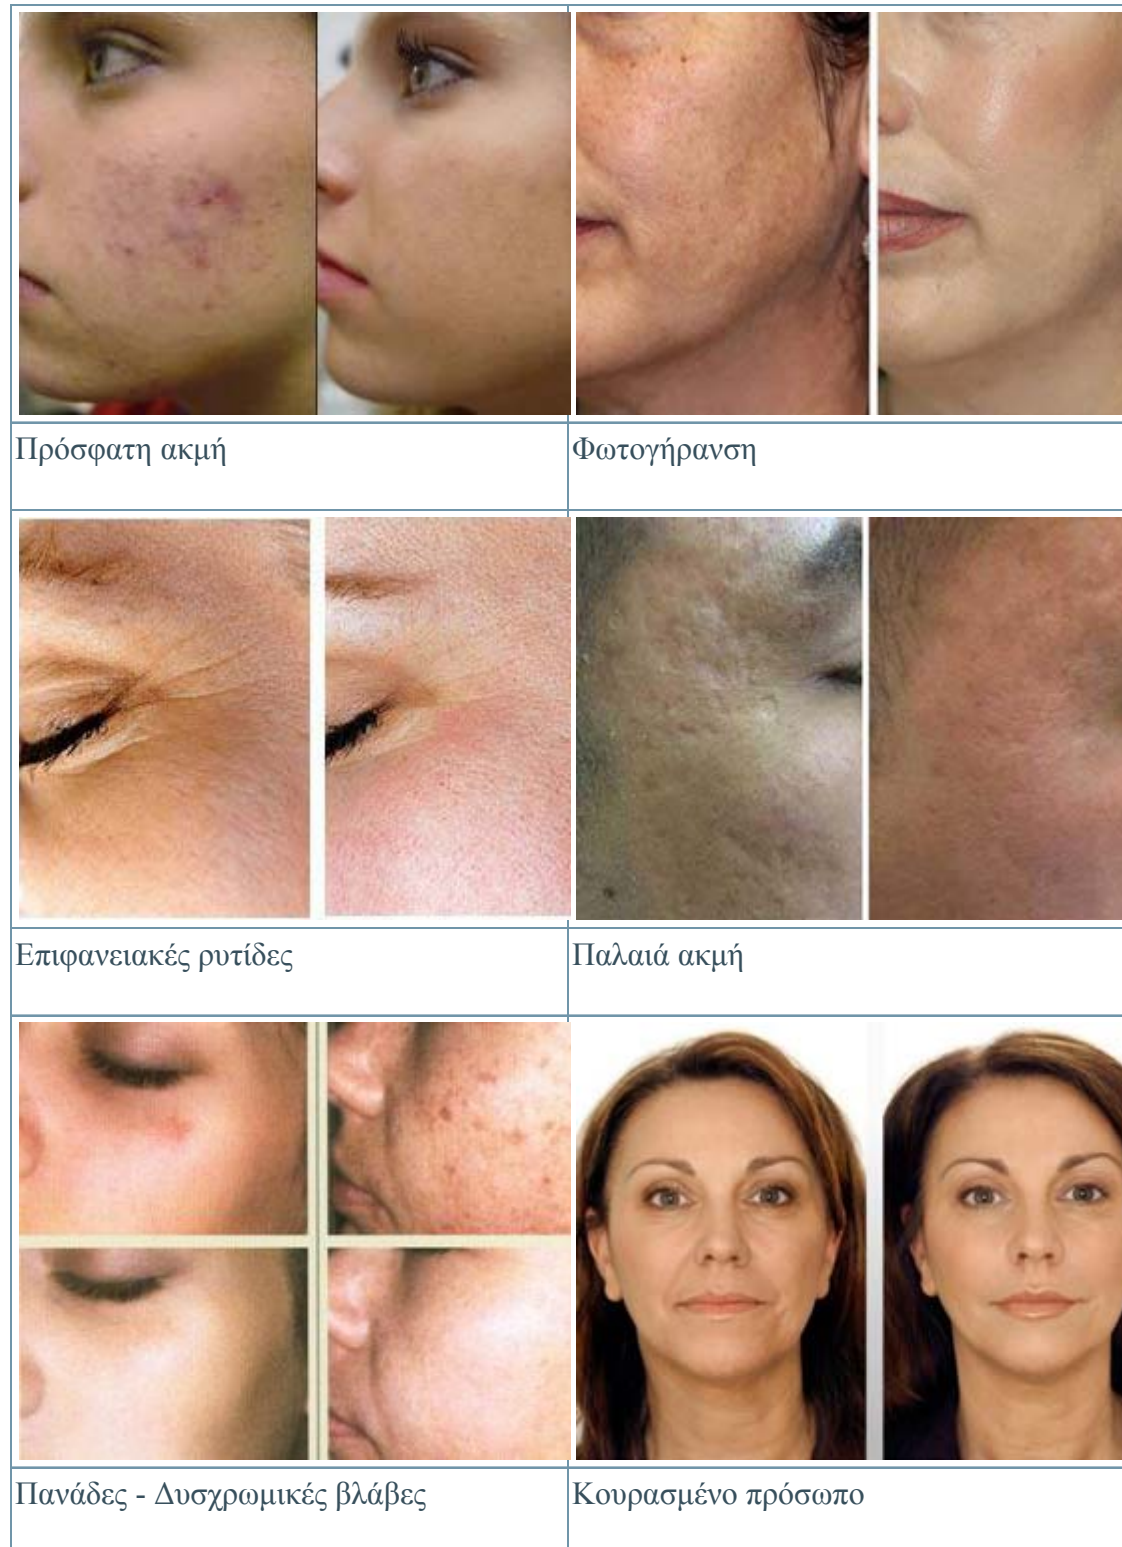 Πρόσφατη ακμή
Φωτογήρανση
Επιφανειακές ρυτίδες
Παλαιά ακμή
Πανάδες - Δυσχρωμικές βλάβες
Κουρασμένο πρόσωπο